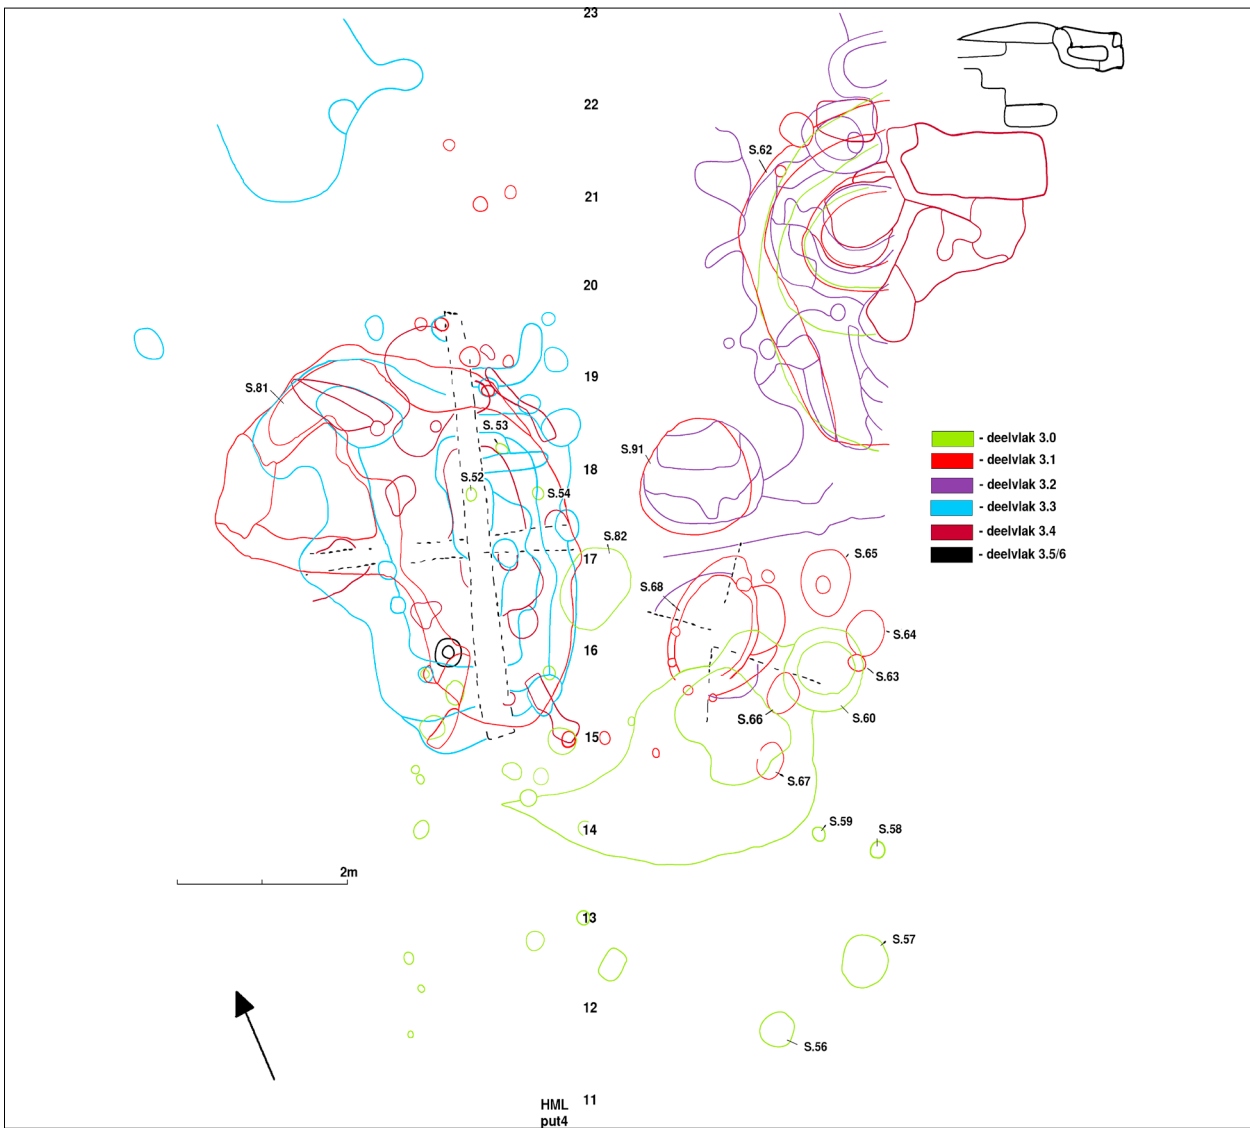 23
22
S.62
21
20
19
S.81
S. 53
- deelvlak 3.0
- deelvlak 3.1
- deelvlak 3.2
- deelvlak 3.3
- deelvlak 3.4
- deelvlak 3.5/6
S.91
18
S.52
S.54
S.82
17
S.65
S.68
S.64
16
S.63
S.66
S.60
15
S.67
14
S.59
S.58
2m
13
S.57
12
S.56
11
HML
put4